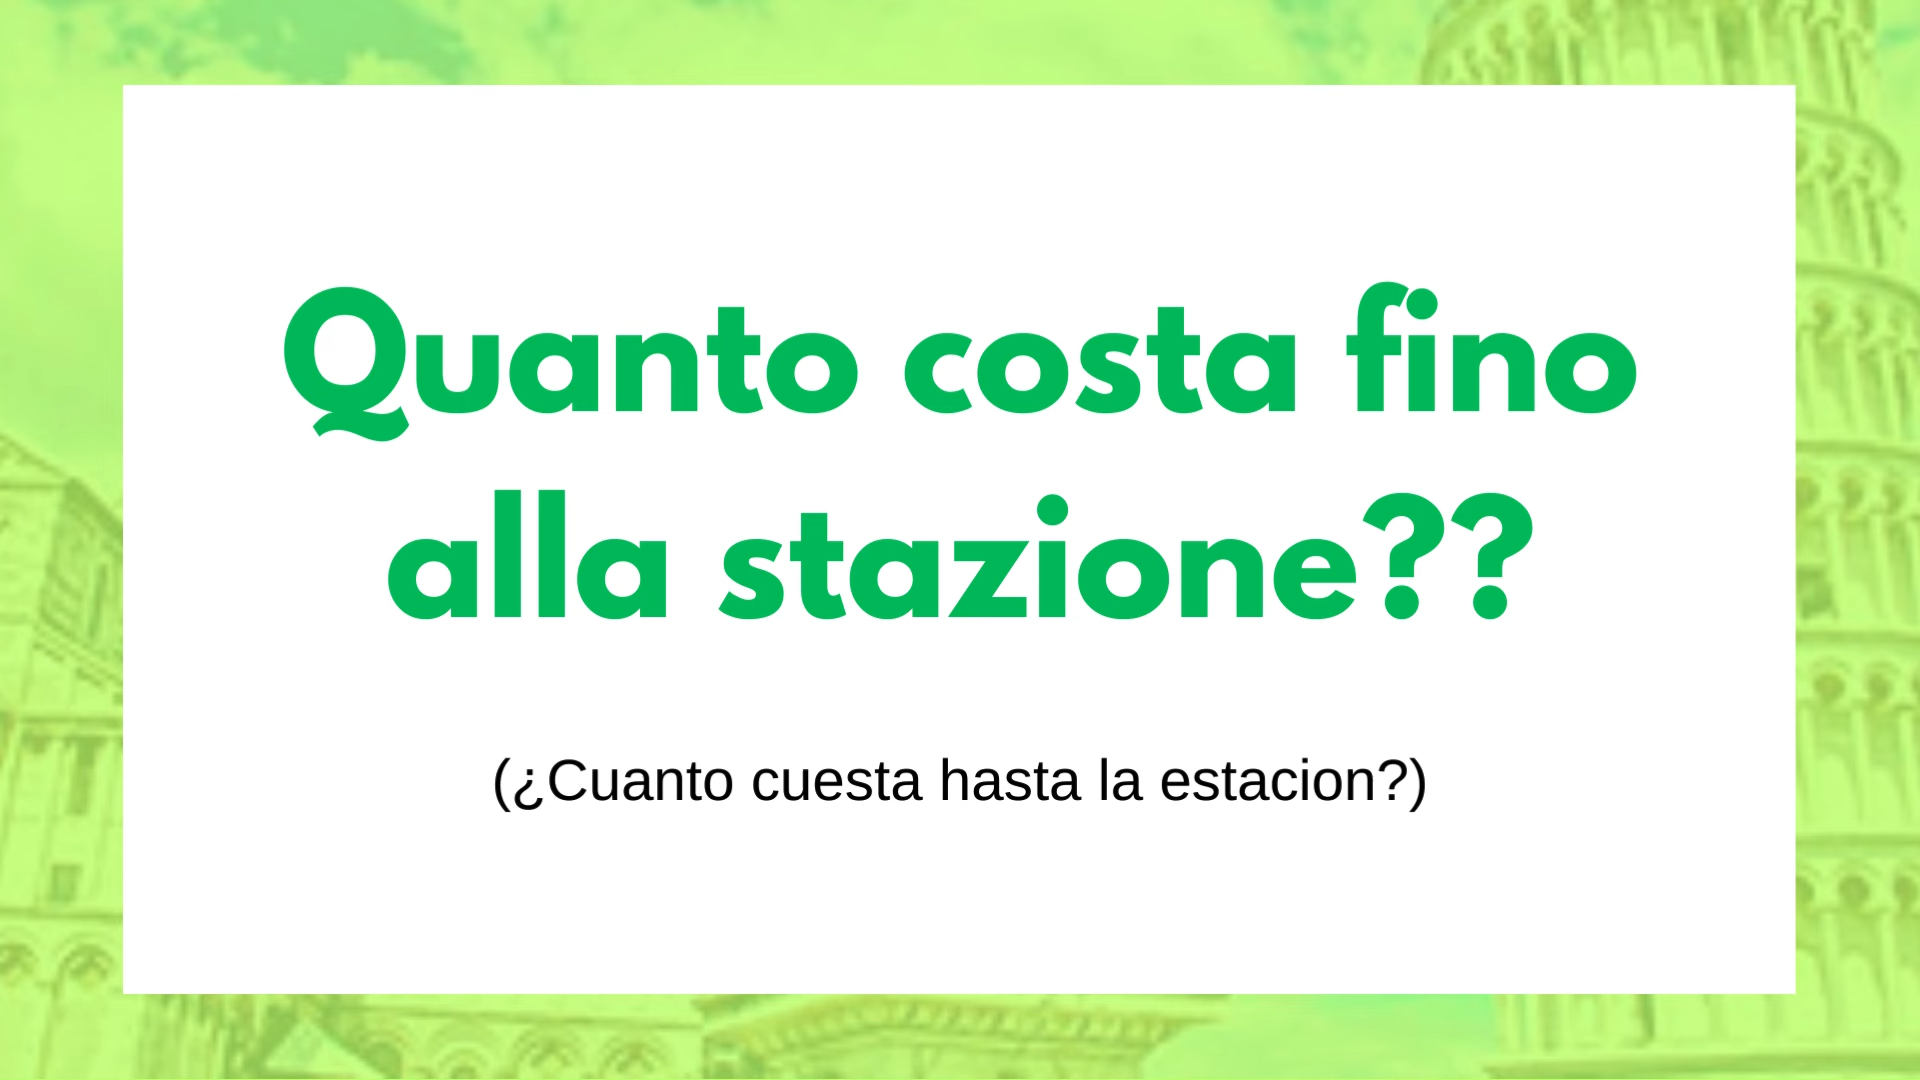 Quanto costa fino
alla stazione??
(¿Cuanto cuesta hasta la estacion?)